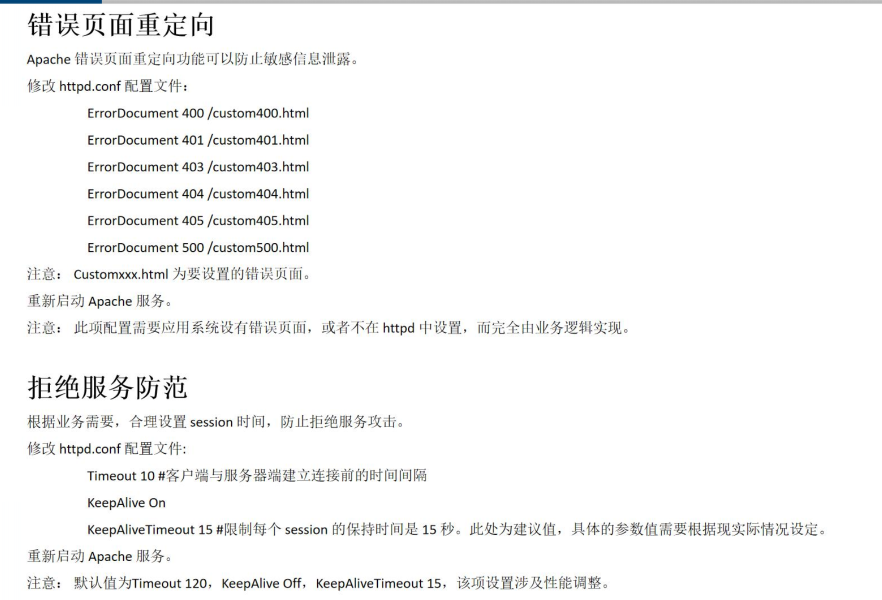 错误页面重定向
Apache 错误页面重定向功能可以防止敏感信息泄露。
修改 httpd.conf 配置文件：
ErrorDocument 400 /custom400.html
ErrorDocument 401 /custom401.html
ErrorDocument 403 /custom403.html
ErrorDocument 404 /custom404.html
ErrorDocument 405 /custom405.html
ErrorDocument 500 /custom500.html
注意： Customxxx.html 为要设置的错误页面。
重新启动 Apache 服务。
注意： 此项配置需要应用系统设有错误页面，或者不在 httpd 中设置，而完全由业务逻辑实现。
拒绝服务防范
根据业务需要，合理设置 session 时间，防止拒绝服务攻击。
修改 httpd.conf 配置文件:
Timeout 10 #客户端与服务器端建立连接前的时间间隔
KeepAlive On
KeepAliveTimeout 15 #限制每个 session 的保持时间是 15 秒。此处为建议值，具体的参数值需要根据现实际情况设定。
重新启动 Apache 服务。
注意： 默认值为Timeout 120，KeepAlive Off，KeepAliveTimeout 15，该项设置涉及性能调整。